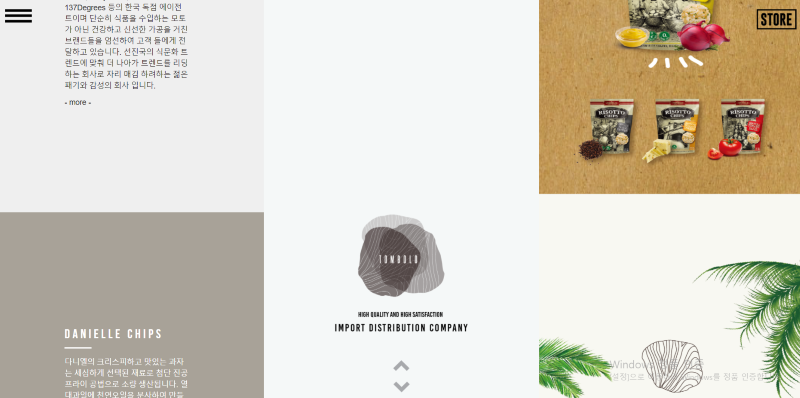 137Degrees 등의 한국 독점 에이전
트이며 단순히 식품을 수입하는 모토
가 아닌 건강하고 신선한 가공을 거친
브랜드들을 엄선하여 고객 들에게 전
달하고 있습니다. 선진국의 식문화 트
렌드에 맞춰 더 나아가 트렌드를 리딩
하는 회사로 자리 매김 하려하는 젊은
패기와 감성의 회사 입니다.
- more -
DANIELLE CHIPS
다니엘의 크리스피하고 맛있는 과자
는 세심하게 선택된 재료로 첨단 진공
프라이 공법으로 소량 생산됩니다. 열
대과일에 천연오일을 분사하여 만들
TOMBOLO
HIGH QUALITY AND HIGH SATISFACTION
IMPORT DISTRIBUTION COMPANY
STORE
RISOTTO
CHIPS
RISOTTO
CHIPS
RISOTTO
CHIPS
Windows
[설정]으로
를 정품 인증